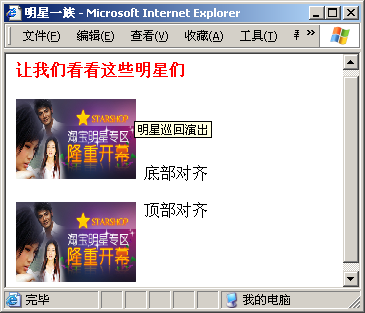 明星一族 - Microsoft Internet Explorer
文件(F) 编辑(E) 查看(V) 收藏(A) 工具(T) »
让我们看看这些明星们
STARSHOP
淘宝明星专区
隆重开幕
明星巡回演出
底部对齐
STARSHOP
淘宝明星专区
隆重开幕
顶部对齐
完毕 我的电脑